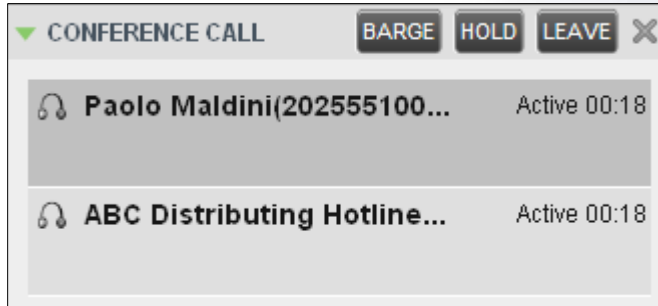 CONFERENCE CALL BARGE HOLD LEAVE
Paolo Maldini(202555100... Active 00:18
ABC Distributing Hotline... Active 00:18